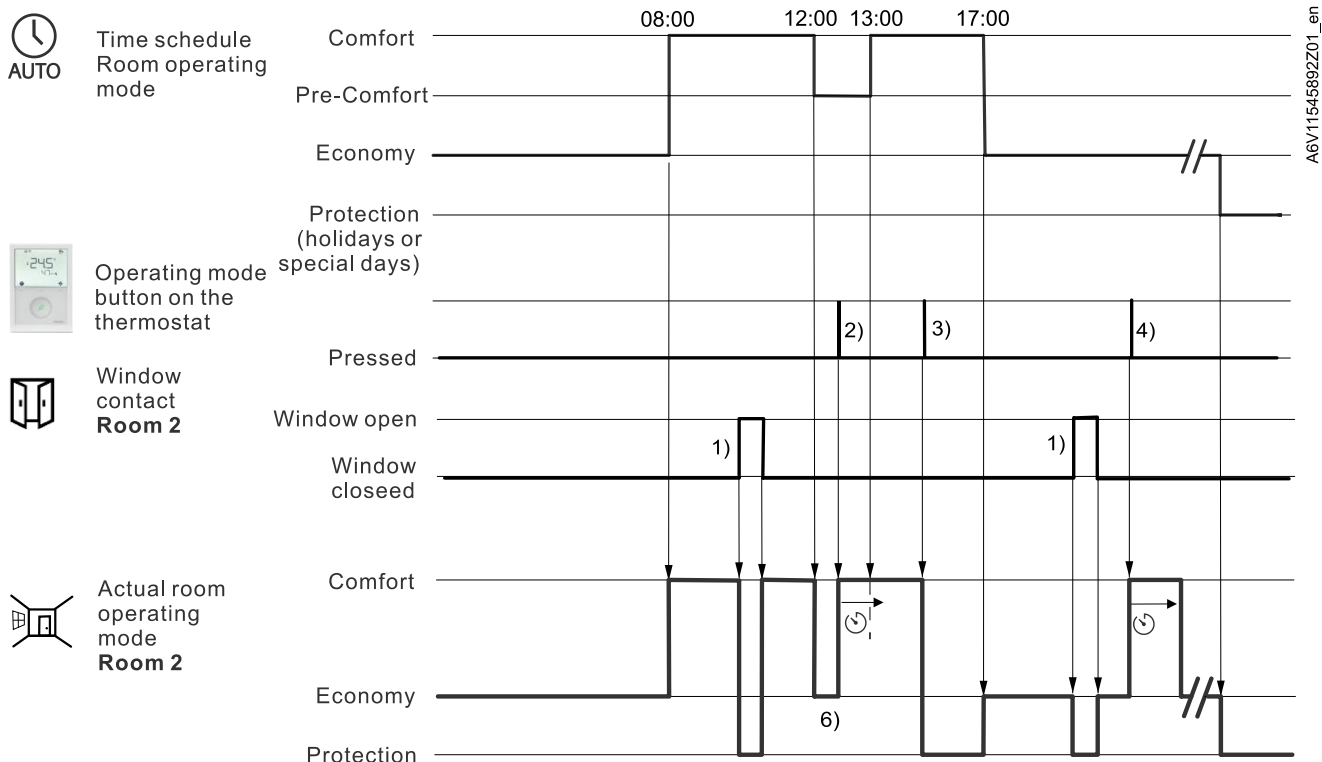 08:00 12:00 13:00 17:00
A6V11545892Z01_en
AUTO
Time schedule
Room operating
mode
Comfort
Pre-Comfort
Economy
Protection
(holidays or
special days)
24.5
Operating mode
button on the
thermostat
2) 3) 4)
Pressed
Window
contact
Room 2
Window open
1) 1)
Window
closeed
Actual room
operating
mode
Room 2
Comfort
Economy
6)
Protection